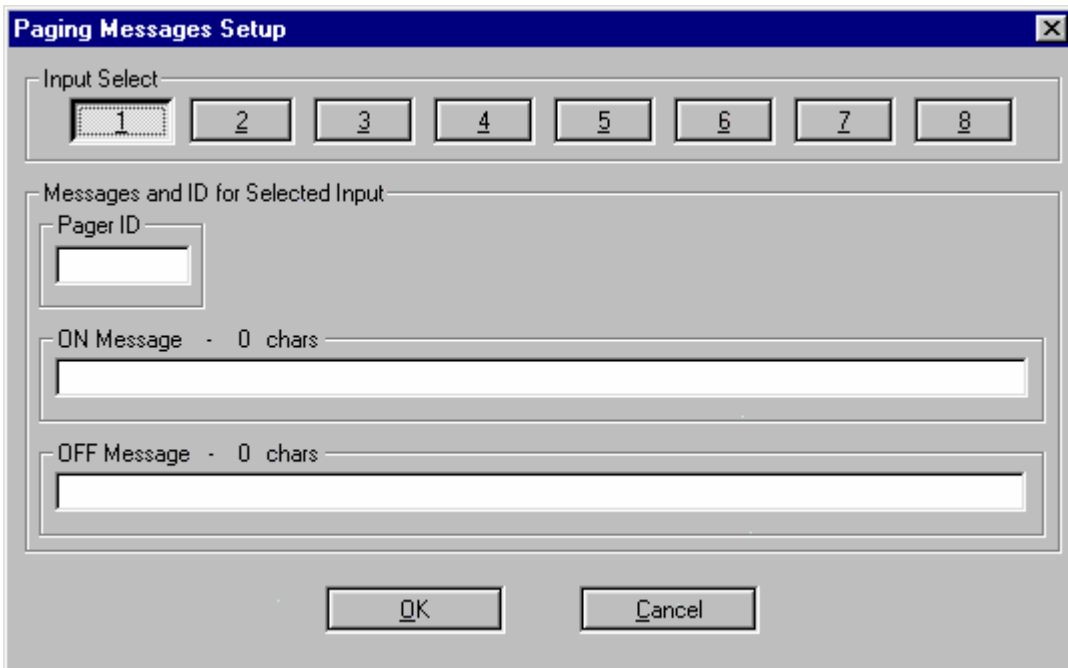 Paging Messages Setup
Input Select
1 2 3 4 5 6 7 8
Messages and ID for Selected Input
Pager ID
ON Message - 0 chars
OFF Message - 0 chars
OK Cancel